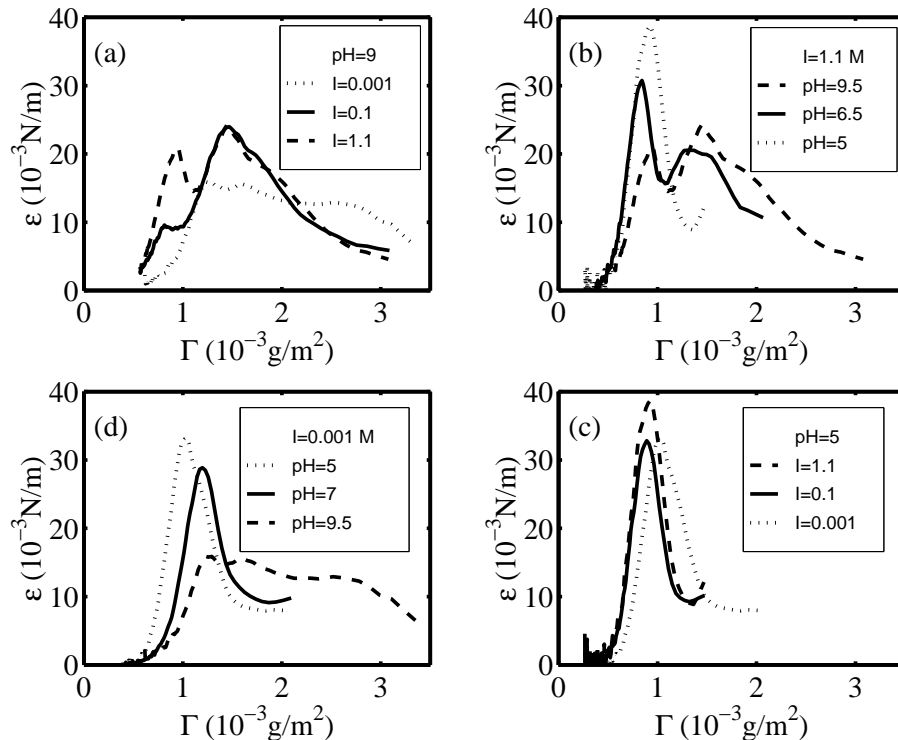 (a)
pH=9
I=0.001
I=0.1
I=1.1
40
30
20
10
0
ε (10⁻³N/m)
0 1 2 3
Γ (10⁻³g/m²)
(b)
I=1.1 M
pH=9.5
pH=6.5
pH=5
40
30
20
10
0
ε (10⁻³N/m)
0 1 2 3
Γ (10⁻³g/m²)
(d)
I=0.001 M
pH=5
pH=7
pH=9.5
40
30
20
10
0
ε (10⁻³N/m)
0 1 2 3
Γ (10⁻³g/m²)
(c)
pH=5
I=1.1
I=0.1
I=0.001
40
30
20
10
0
ε (10⁻³N/m)
0 1 2 3
Γ (10⁻³g/m²)